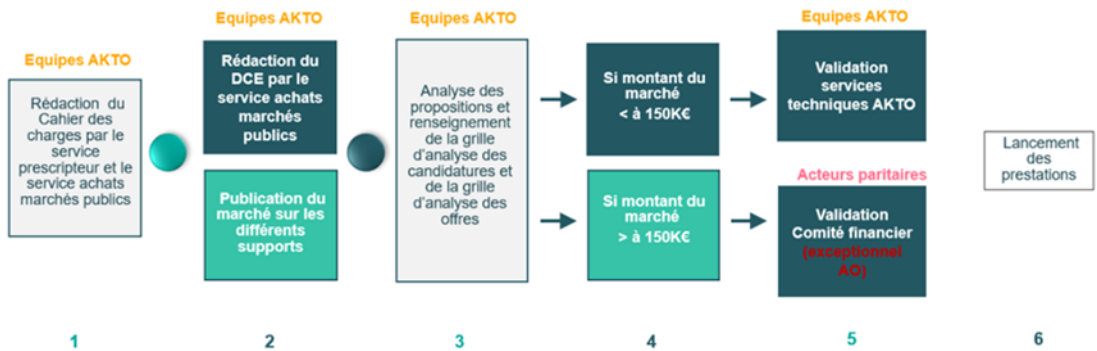 Equipes AKTO
Rédaction du
Cahier des
charges par le
service
prescripteur et le
service achats
marchés publics
Equipes AKTO
Rédaction du
DCE par le
service achats
marchés
publics
Publication du
marché sur les
différents
supports
Equipes AKTO
Analyse des
propositions et
renseignement
de la grille
d'analyse des
candidatures et
de la grille
d'analyse des
offres
Si montant du
marché
< à 150K€
Si montant du
marché
> à 150K€
Equipes AKTO
Validation
services
techniques AKTO
Acteurs paritaires
Validation
Comité financier
(exceptionnel
AO)
Lancement
des
prestations
1
2
3
4
5
6